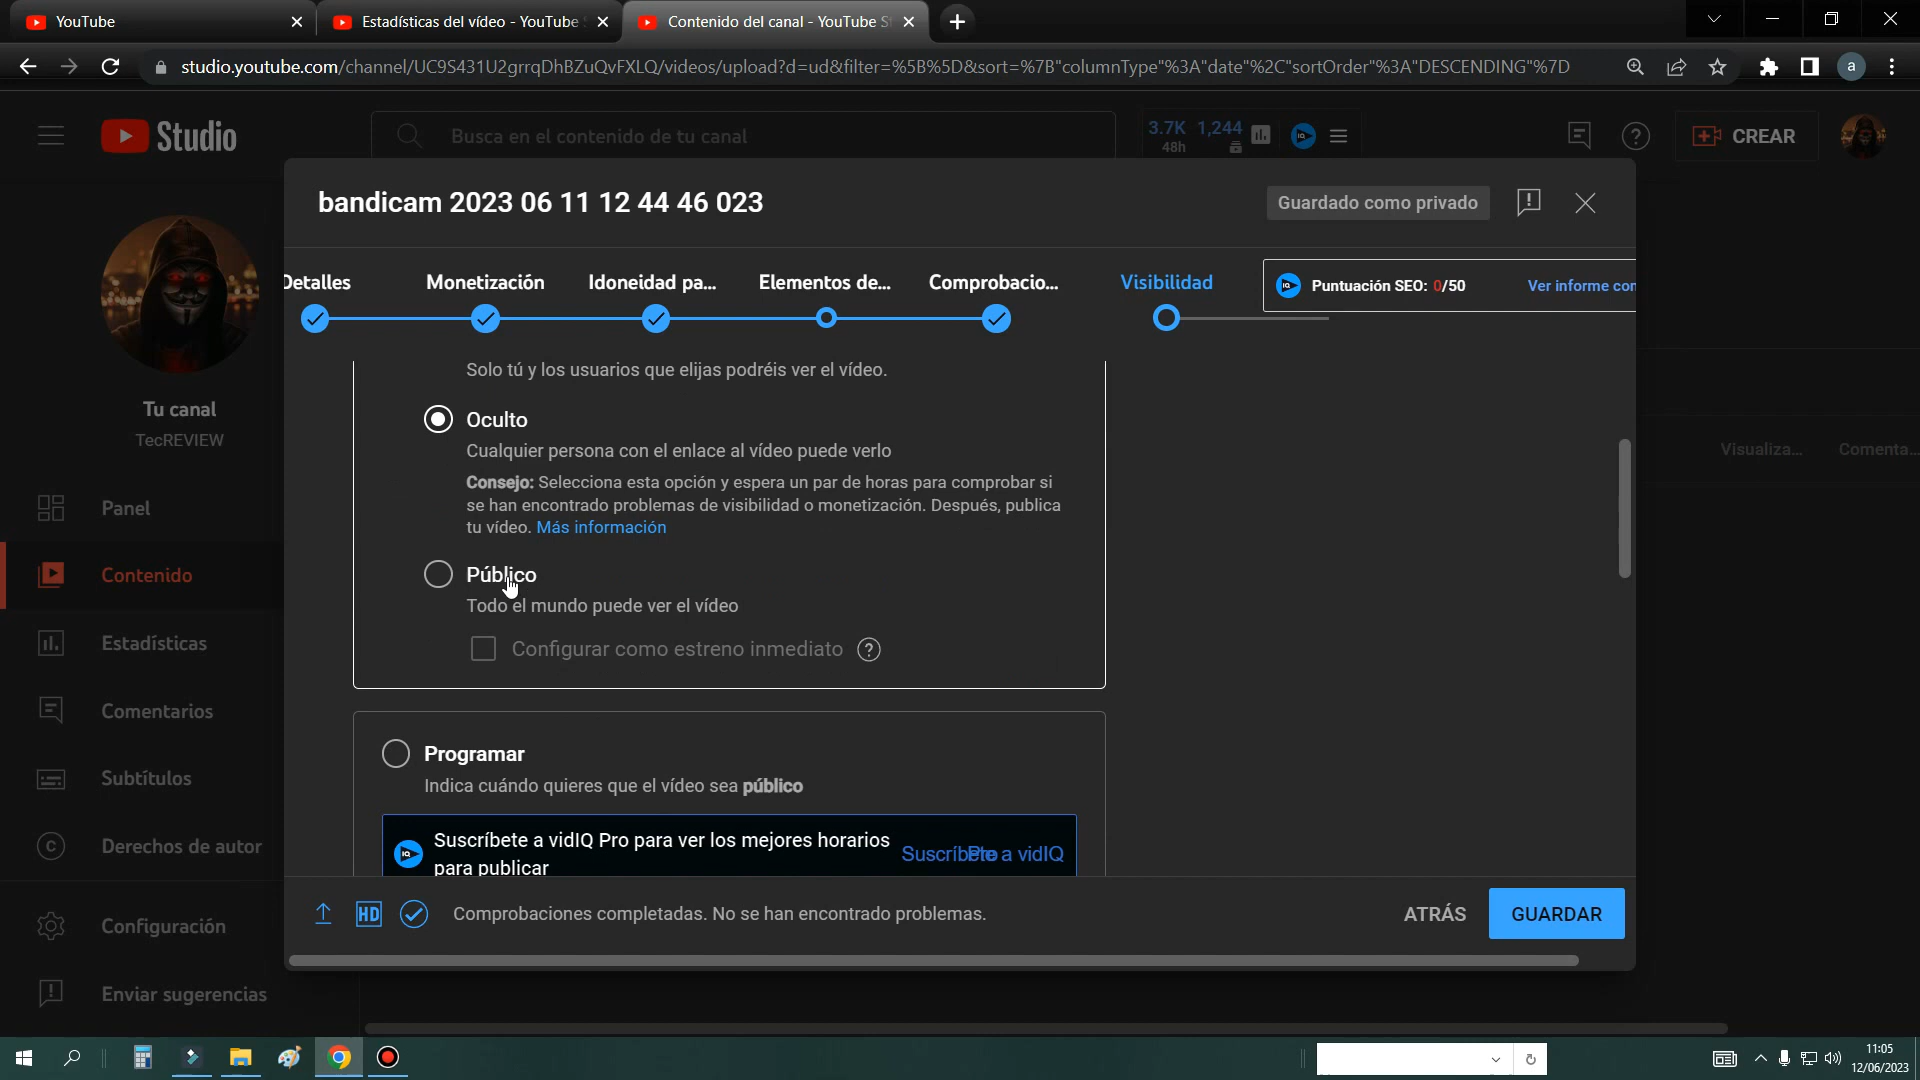 YouTube
Estadísticas del vídeo - YouTube S
Contenido del canal - YouTube St
studio.youtube.com/channel/UC9S431U2grrqDhBZuQvFXLQ/videos/upload?d=ud&filter=%5B%5D&sort=%7B"columnType"%3A"date"%2C"sortOrder"%3A"DESCENDING"%7D
a
Studio
Busca en el contenido de tu canal
3.7K 1,244
48h
CREAR
bandicam 2023 06 11 12 44 46 023
Guardado como privado
Detalles
Monetización
Idoneidad pa...
Elementos de...
Comprobacio...
Visibilidad
Puntuación SEO: 0/50
Ver informe con
Solo tú y los usuarios que elijas podréis ver el vídeo.
Oculto
Cualquier persona con el enlace al vídeo puede verlo
Consejo: Selecciona esta opción y espera un par de horas para comprobar si
se han encontrado problemas de visibilidad o monetización. Después, publica
tu vídeo. Más información
Público
Todo el mundo puede ver el vídeo
Configurar como estreno inmediato
Programar
Indica cuándo quieres que el vídeo sea público
Suscríbete a vidIQ Pro para ver los mejores horarios
para publicar
Suscríbete a vidIQ
Pro
HD
Comprobaciones completadas. No se han encontrado problemas.
ATRÁS
GUARDAR
Tu canal
TecREVIEW
Panel
Contenido
Estadísticas
Comentarios
Subtítulos
Derechos de autor
Configuración
Enviar sugerencias
Visualiza...
Comenta...
11:05
12/06/2023